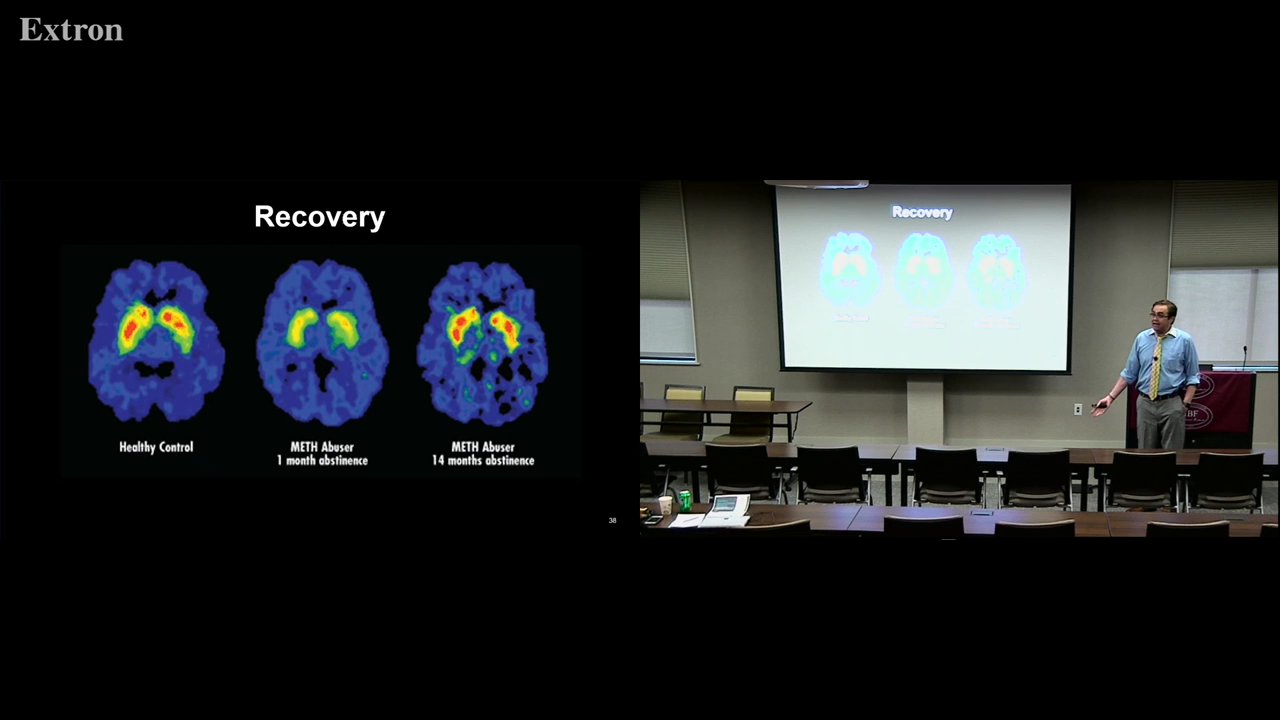 Extron
Recovery
Healthy Control
METH Abuser
1 month abstinence
METH Abuser
14 months abstinence
38
Recovery